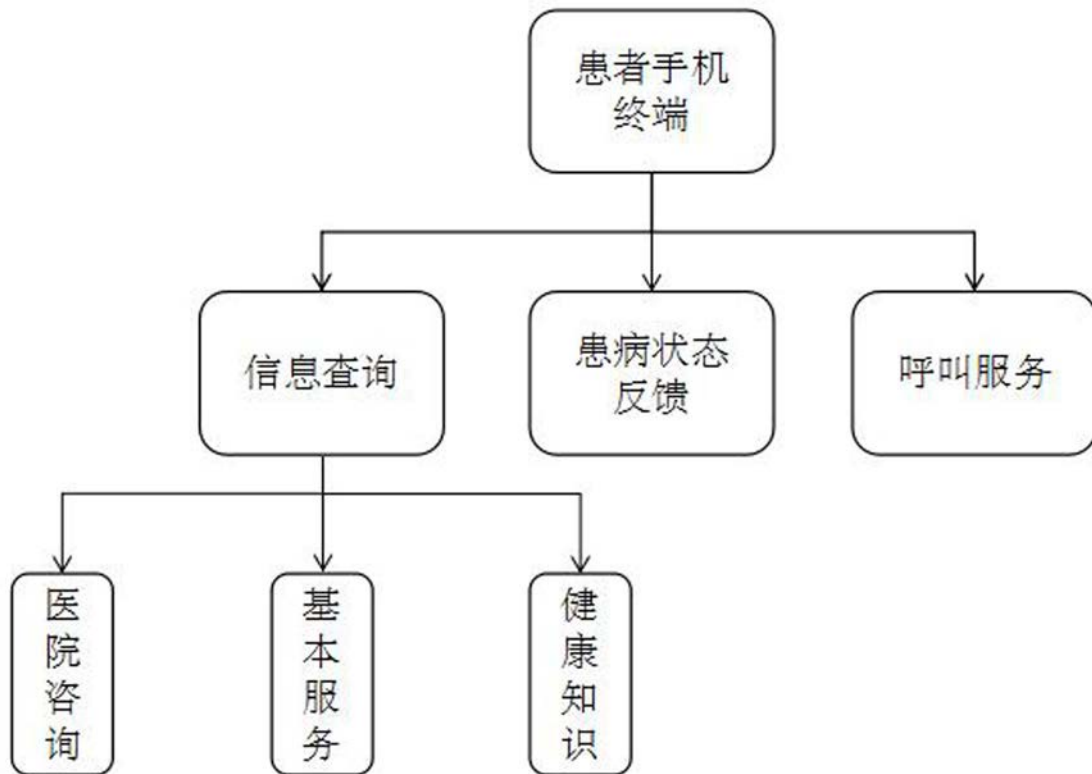 患者手机
终端
信息查询
患病状态
反馈
呼叫服务
医院咨询
基本服务
健康知识